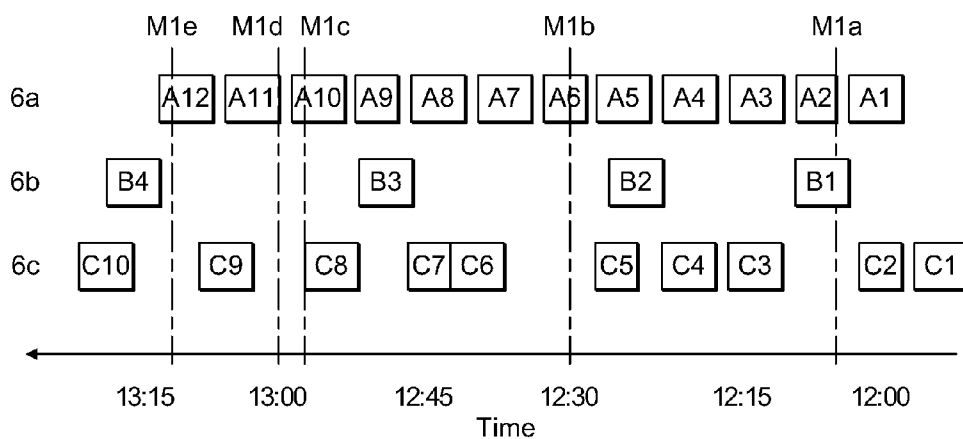 M1e M1d M1c M1b M1a
6a A12 A11 A10 A9 A8 A7 A6 A5 A4 A3 A2 A1
6b B4 B3 B2 B1
6c C10 C9 C8 C7 C6 C5 C4 C3 C2 C1
13:15 13:00 12:45 12:30 12:15 12:00
Time